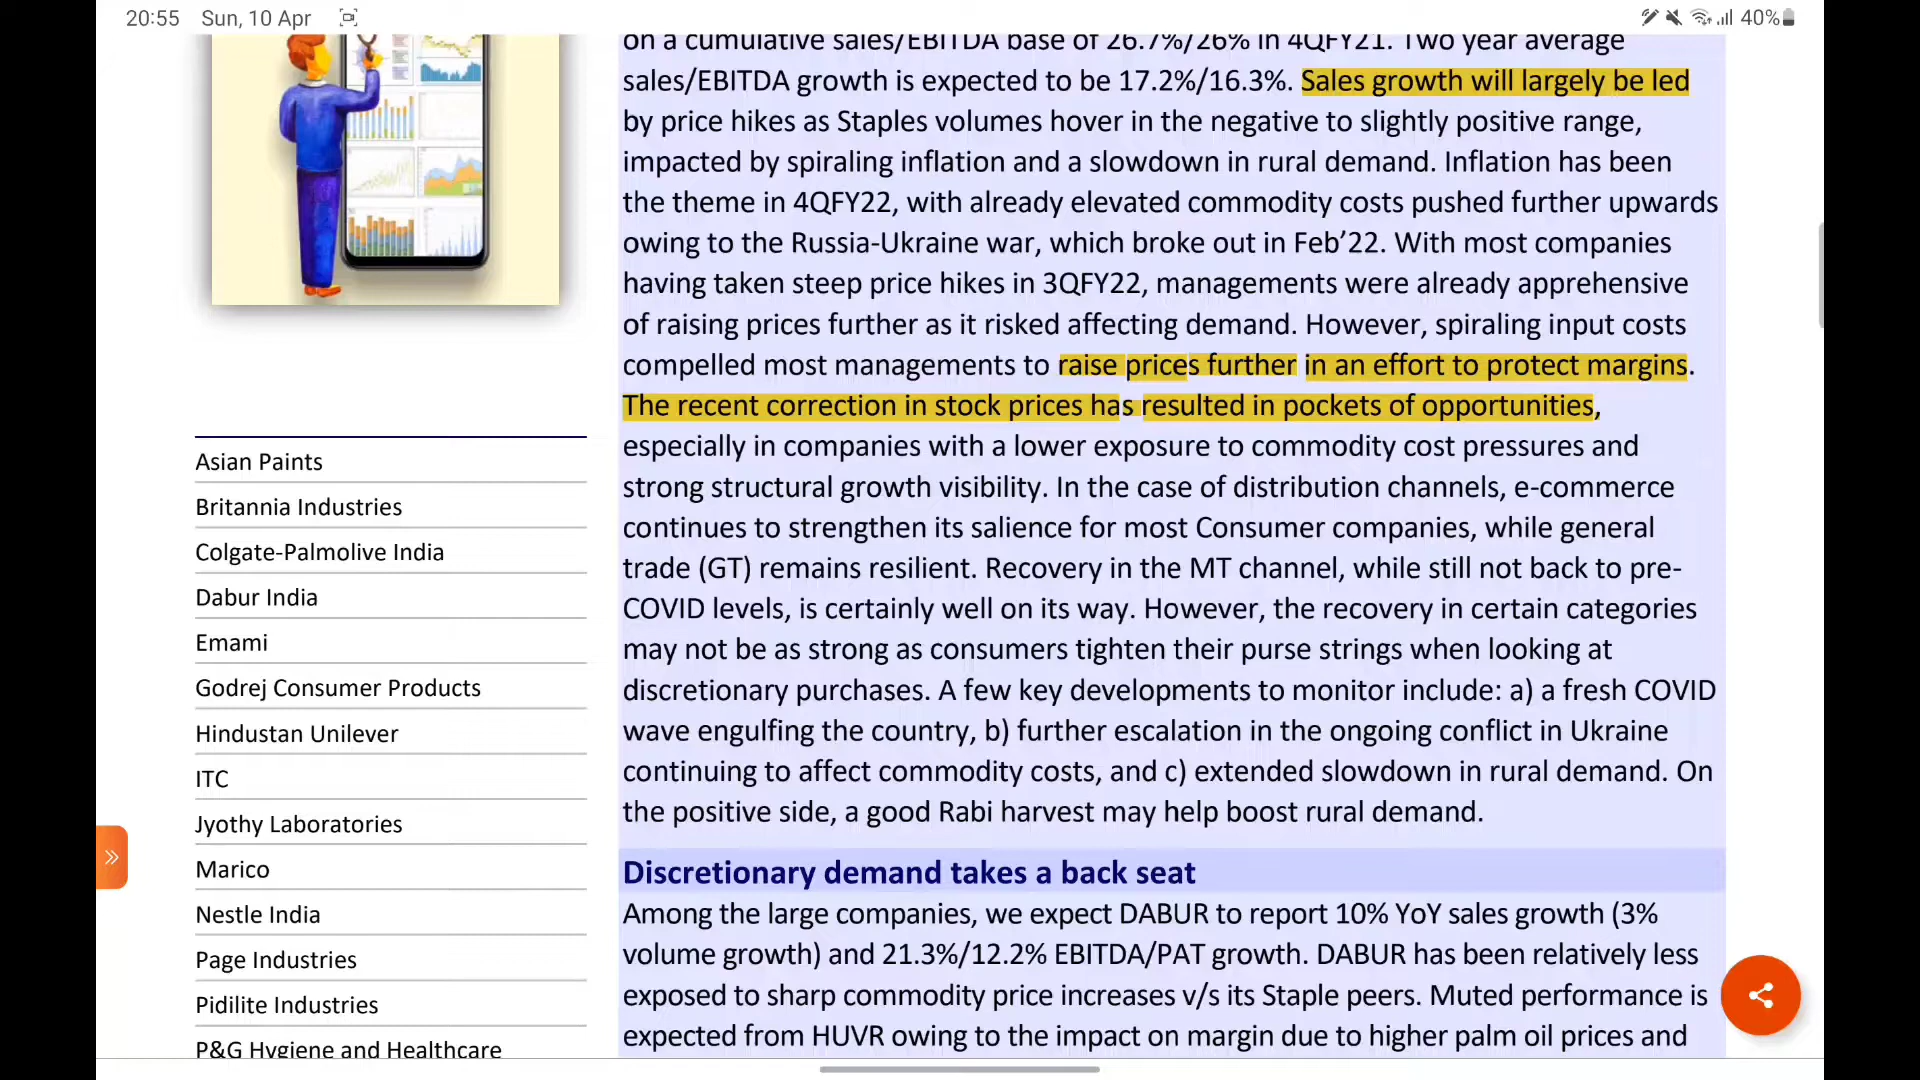 20:55 Sun, 10 Apr
40%
on a cumulative sales/EBITDA base of 26.7%/26% in 4QFY21. Two year average
sales/EBITDA growth is expected to be 17.2%/16.3%. Sales growth will largely be led
by price hikes as Staples volumes hover in the negative to slightly positive range,
impacted by spiraling inflation and a slowdown in rural demand. Inflation has been
the theme in 4QFY22, with already elevated commodity costs pushed further upwards
owing to the Russia-Ukraine war, which broke out in Feb’22. With most companies
having taken steep price hikes in 3QFY22, managements were already apprehensive
of raising prices further as it risked affecting demand. However, spiraling input costs
compelled most managements to raise prices further in an effort to protect margins.
The recent correction in stock prices has resulted in pockets of opportunities,
especially in companies with a lower exposure to commodity cost pressures and
strong structural growth visibility. In the case of distribution channels, e-commerce
continues to strengthen its salience for most Consumer companies, while general
trade (GT) remains resilient. Recovery in the MT channel, while still not back to pre-
COVID levels, is certainly well on its way. However, the recovery in certain categories
may not be as strong as consumers tighten their purse strings when looking at
discretionary purchases. A few key developments to monitor include: a) a fresh COVID
wave engulfing the country, b) further escalation in the ongoing conflict in Ukraine
continuing to affect commodity costs, and c) extended slowdown in rural demand. On
the positive side, a good Rabi harvest may help boost rural demand.
Discretionary demand takes a back seat
Among the large companies, we expect DABUR to report 10% YoY sales growth (3%
volume growth) and 21.3%/12.2% EBITDA/PAT growth. DABUR has been relatively less
exposed to sharp commodity price increases v/s its Staple peers. Muted performance is
expected from HUVR owing to the impact on margin due to higher palm oil prices and
Asian Paints
Britannia Industries
Colgate-Palmolive India
Dabur India
Emami
Godrej Consumer Products
Hindustan Unilever
ITC
Jyothy Laboratories
Marico
Nestle India
Page Industries
Pidilite Industries
P&G Hygiene and Healthcare